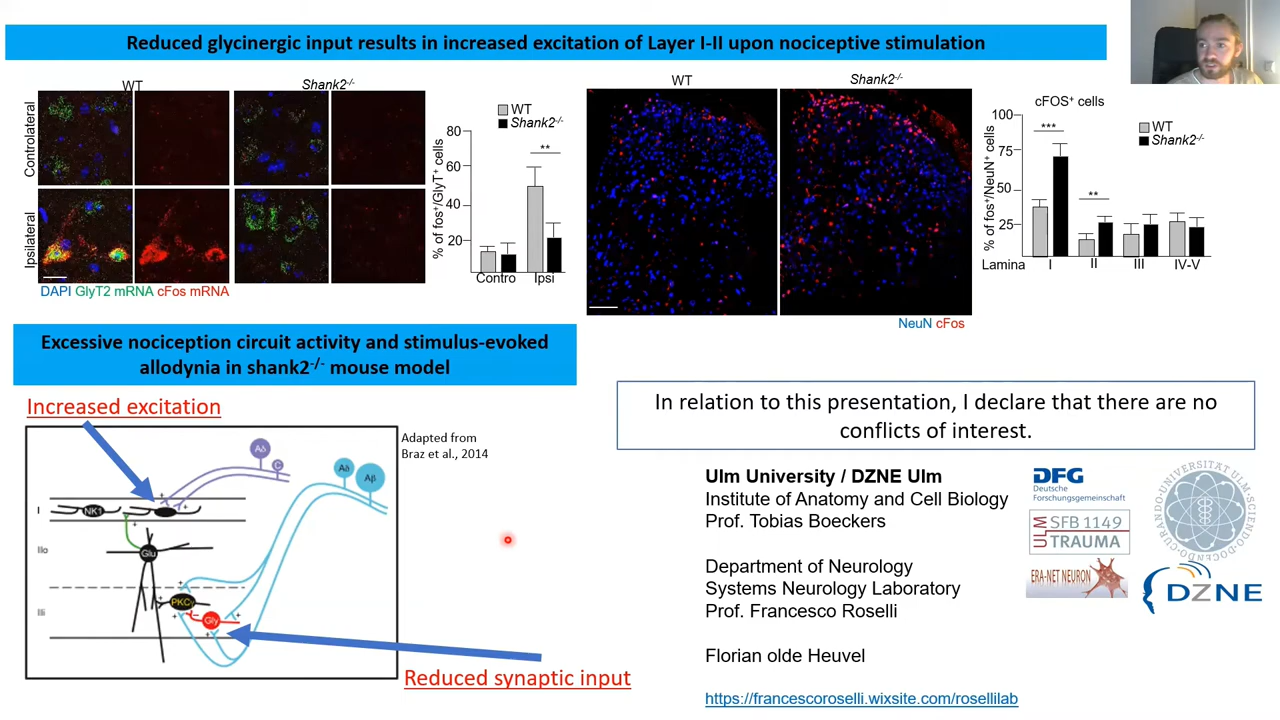 Reduced glycinergic input results in increased excitation of Layer I-II upon nociceptive stimulation
WT
Shank2-/-
Controlateral
Ipsilateral
DAPI GlyT2 mRNA cFos mRNA
WT
Shank2-/-
% of fos+/GlyT+ cells
80
60
40
20
**
Contro
Ipsi
WT
Shank2-/-
NeuN cFos
cFOS+ cells
WT
Shank2-/-
% of fos+/NeuN+ cells
100
75
50
25
***
**
Lamina
I
II
III
IV-V
Excessive nociception circuit activity and stimulus-evoked
allodynia in shank2-/- mouse model
Increased excitation
Adapted from
Braz et al., 2014
Aδ
C
Aδ
Aβ
I
NK1
IIo
Glu
PKCγ
IIi
Gly
Reduced synaptic input
In relation to this presentation, I declare that there are no
conflicts of interest.
Ulm University / DZNE Ulm
Institute of Anatomy and Cell Biology
Prof. Tobias Boeckers
Department of Neurology
Systems Neurology Laboratory
Prof. Francesco Roselli
Florian olde Heuvel
https://francescoroselli.wixsite.com/rosellilab
DFG
Deutsche
Forschungsgemeinschaft
ULM
SFB 1149
TRAUMA
ERA-NET NEURON
UNIVERSITÄT ULM
SCIENDO
DOCENDO
CURANDO
DZNE